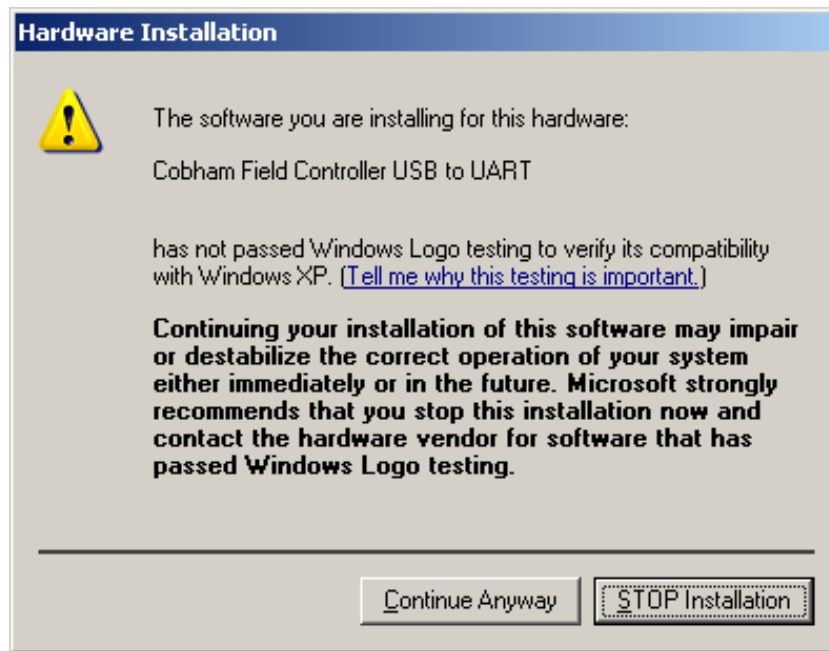 Hardware Installation
The software you are installing for this hardware:
Cobham Field Controller USB to UART
has not passed Windows Logo testing to verify its compatibility
with Windows XP. (Tell me why this testing is important.)
Continuing your installation of this software may impair
or destabilize the correct operation of your system
either immediately or in the future. Microsoft strongly
recommends that you stop this installation now and
contact the hardware vendor for software that has
passed Windows Logo testing.
Continue Anyway
STOP Installation